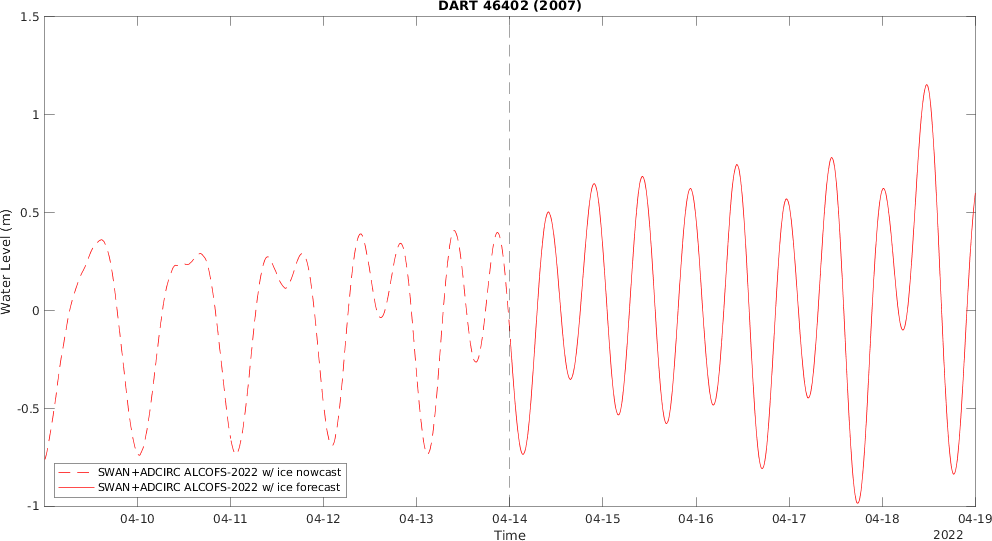 DART 46402 (2007)
1.5
1
0.5
0
-0.5
-1
Water Level (m)
SWAN+ADCIRC ALCOFS-2022 w/ ice nowcast
SWAN+ADCIRC ALCOFS-2022 w/ ice forecast
04-10 04-11 04-12 04-13 04-14 04-15 04-16 04-17 04-18 04-19
Time
2022